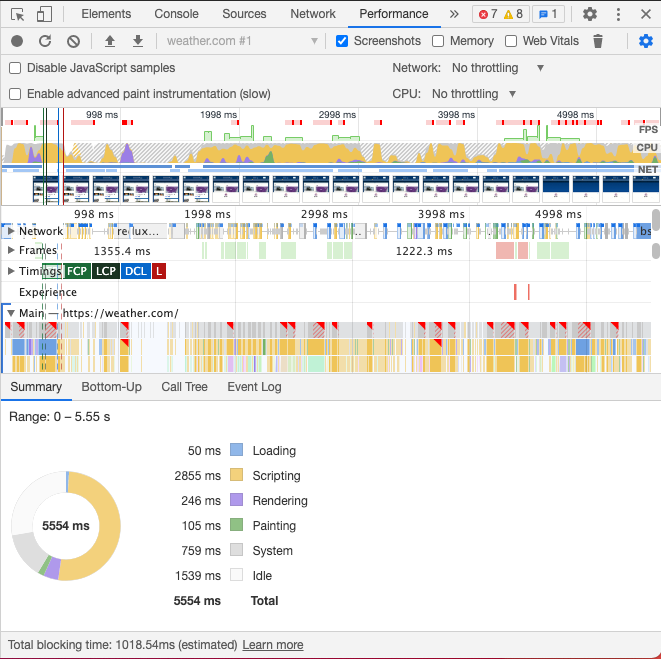 Elements Console Sources Network Performance » 7 8 1
weather.com #1 Screenshots Memory Web Vitals
Disable JavaScript samples Network: No throttling
Enable advanced paint instrumentation (slow) CPU: No throttling
998 ms 1998 ms 2998 ms 3998 ms 4998 ms
FPS
CPU
NET
998 ms 1998 ms 2998 ms 3998 ms 4998 ms
Network
Frames 1355.4 ms 1222.3 ms
Timings FCP LCP DCL L
Experience
Main — https://weather.com/
Summary Bottom-Up Call Tree Event Log
Range: 0 – 5.55 s
50 ms Loading
2855 ms Scripting
246 ms Rendering
5554 ms 105 ms Painting
759 ms System
1539 ms Idle
5554 ms Total
Total blocking time: 1018.54ms (estimated) Learn more